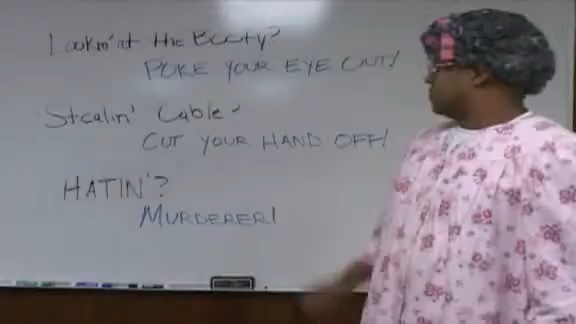 Lookin' at the Booty?
POKE YOUR EYE OUT!
Stealin' Cable-
CUT YOUR HAND OFF!
HATIN'?
MURDERER!